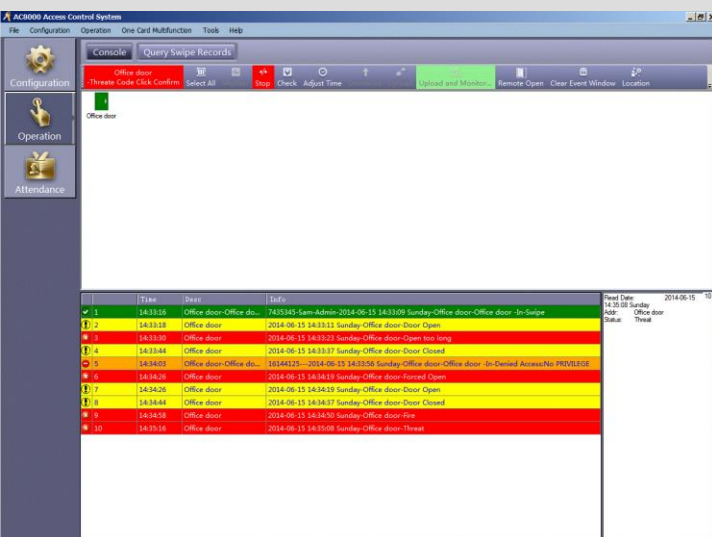 AC8000 Access Control System
File Configuration Operation One Card Multifunction Tools Help
Console Query Swipe Records
Configuration
Operation
Attendance
Office door
-Threate Code Click Confirm
Select All Stop Check Adjust Time Upload and Monitor... Remote Open Clear Event Window Location
Office door
Time Desc Info
1 14:33:16 Office door-Office do... 7435345-Sam-Admin-2014-06-15 14:33:09 Sunday-Office door-Office door -In-Swipe
2 14:33:18 Office door 2014-06-15 14:33:11 Sunday-Office door-Door Open
3 14:33:30 Office door 2014-06-15 14:33:23 Sunday-Office door-Open too long
4 14:33:44 Office door 2014-06-15 14:33:37 Sunday-Office door-Door Closed
5 14:34:03 Office door-Office do... 16144125---2014-06-15 14:33:56 Sunday-Office door-Office door -In-Denied Access:No PRIVILEGE
6 14:34:26 Office door 2014-06-15 14:34:19 Sunday-Office door-Forced Open
7 14:34:26 Office door 2014-06-15 14:34:19 Sunday-Office door-Door Open
8 14:34:44 Office door 2014-06-15 14:34:37 Sunday-Office door-Door Closed
9 14:34:58 Office door 2014-06-15 14:34:50 Sunday-Office door-Fire
10 14:35:16 Office door 2014-06-15 14:35:08 Sunday-Office door-Threat
Read Date: 2014-06-15 10
14:35:08 Sunday
Addr: Office door
Status: Threat